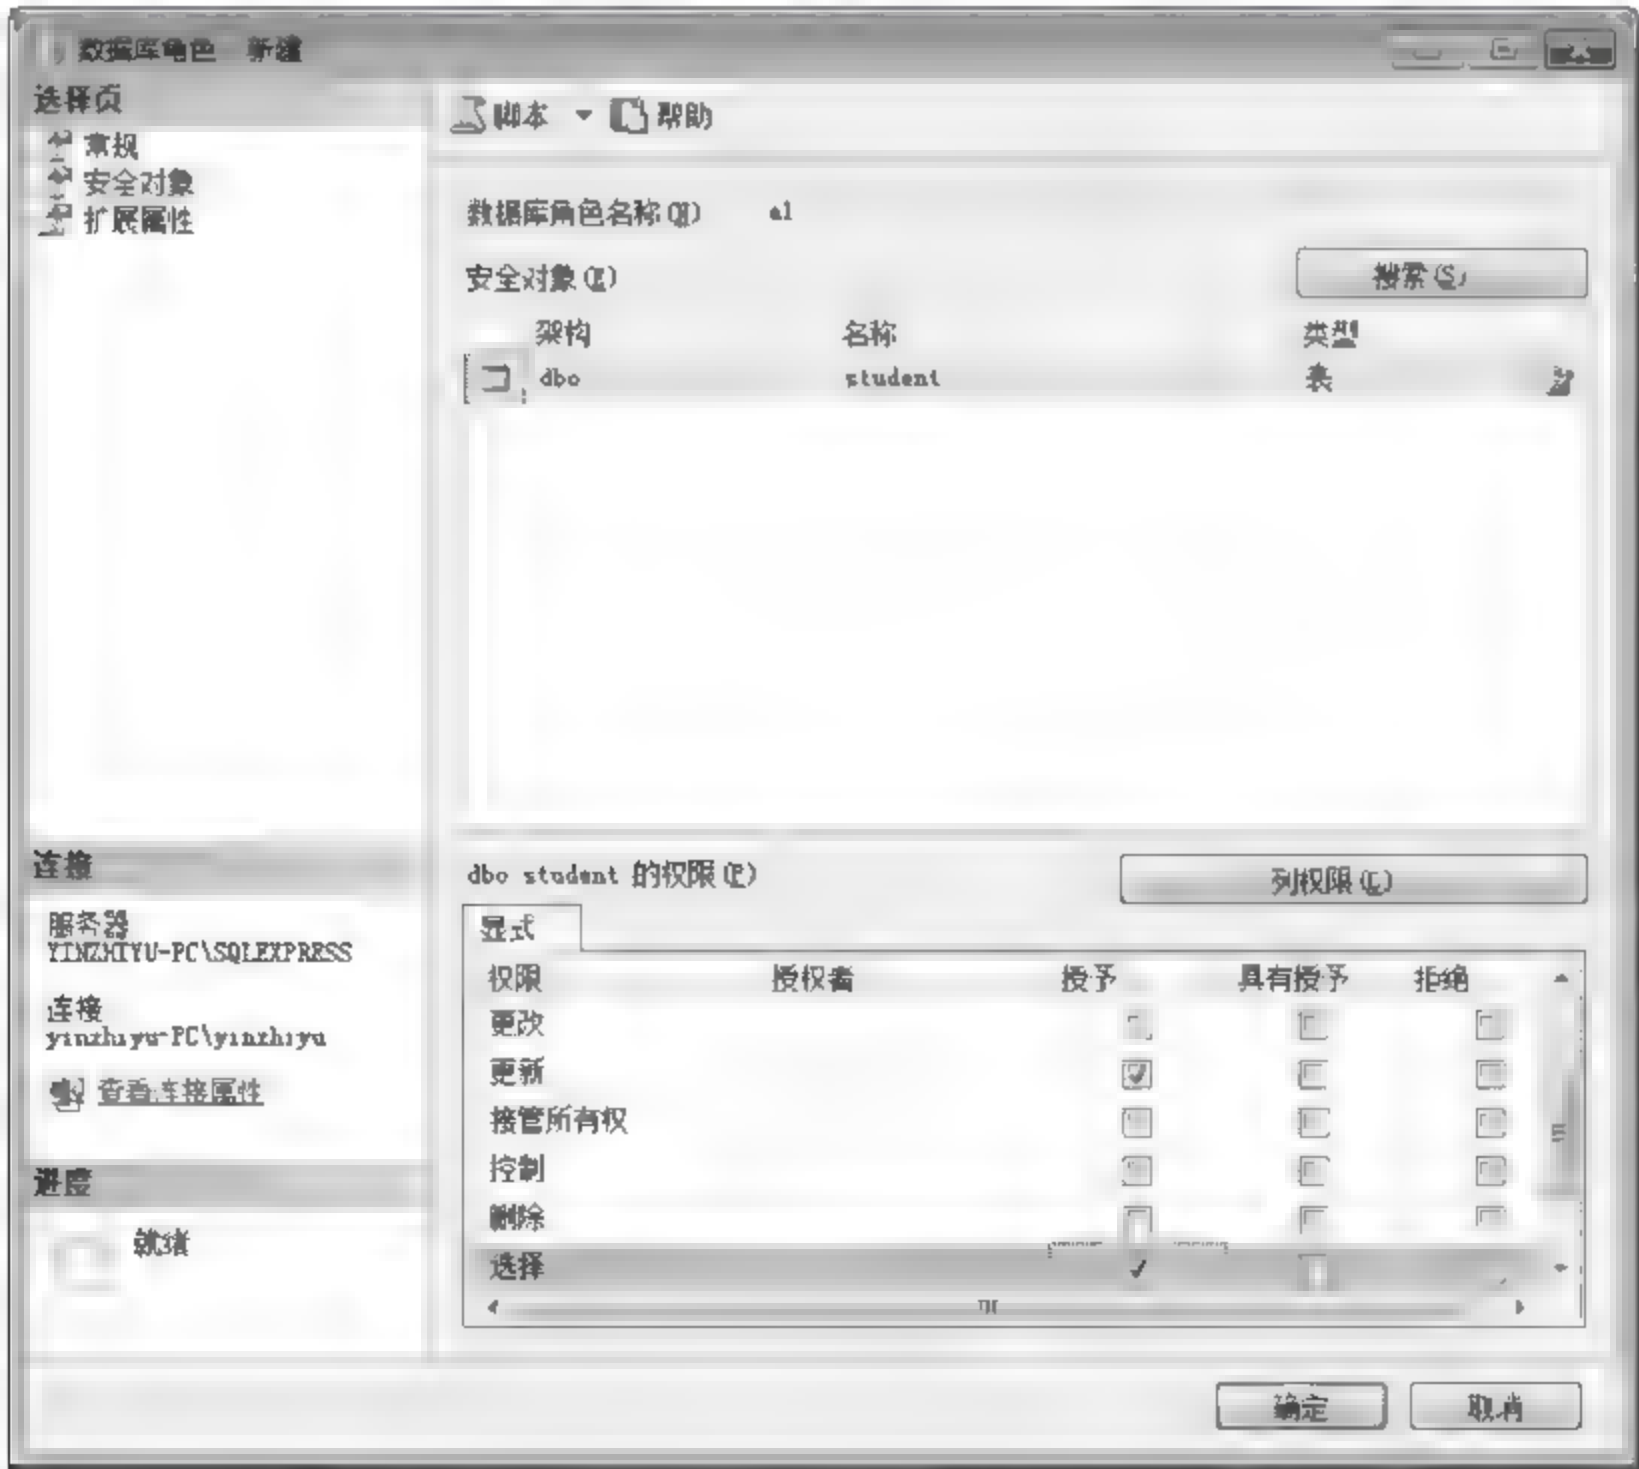 数据库角色 - 新建
选择页
常规
安全对象
扩展属性
脚本 帮助
数据库角色名称(N) a1
安全对象(E) 搜索(S)
架构 名称 类型
dbo student 表
连接
服务器
YINZHIYU-PC\SQLEXPRESS
连接
yinzhiyu-PC\yinzhiyu
查看连接属性
进度
就绪
dbo student 的权限(P) 列权限(C)
显式
权限 授权者 授予 具有授予 拒绝
更改
更新
接管所有权
控制
删除
选择
确定 取消